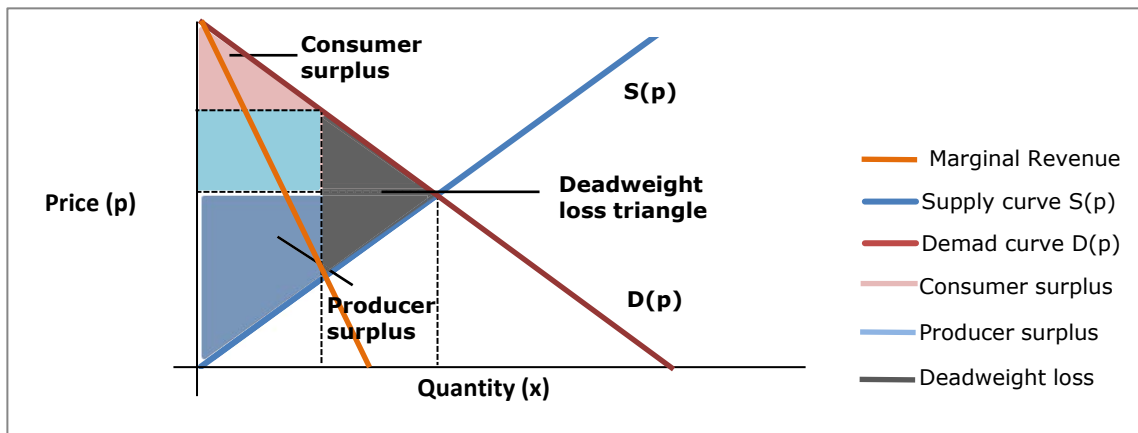 Consumer
surplus
S(p)
Price (p)
Deadweight
loss triangle
Producer
surplus
D(p)
Quantity (x)
Marginal Revenue
Supply curve S(p)
Demad curve D(p)
Consumer surplus
Producer surplus
Deadweight loss